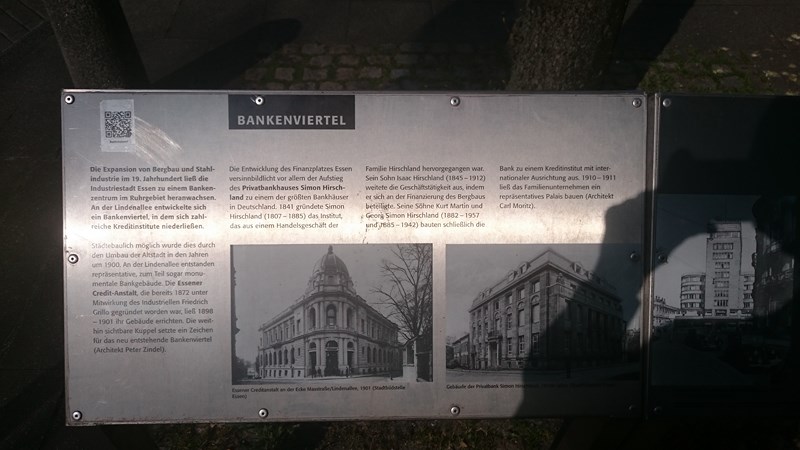 BANKENVIERTEL
Die Expansion von Bergbau und Stahl-
industrie im 19. Jahrhundert ließ die
Industriestadt Essen zu einem Banken-
zentrum im Ruhrgebiet heranwachsen.
An der Lindenallee entwickelte sich
ein Bankenviertel, in dem sich zahl-
reiche Kreditinstitute niederließen.
Städtebaulich möglich wurde dies durch
den Umbau der Altstadt in den Jahren
um 1900. An der Lindenallee entstanden
repräsentative, zum Teil sogar monu-
mentale Bankgebäude. Die Essener
Credit-Anstalt, die bereits 1872 unter
Mitwirkung des Industriellen Friedrich
Grillo gegründet worden war, ließ 1898
–1901 ihr Gebäude errichten. Die weit-
hin sichtbare Kuppel setzte ein Zeichen
für das neu entstehende Bankenviertel
(Architekt Peter Zindel).
Die Entwicklung des Finanzplatzes Essen
versinnbildlicht vor allem der Aufstieg
des Privatbankhauses Simon Hirsch-
land zu einem der größten Bankhäuser
in Deutschland. 1841 gründete Simon
Hirschland (1807–1885) das Institut,
das aus einem Handelsgeschäft der
Familie Hirschland hervorgegangen war.
Sein Sohn Isaac Hirschland (1845–1912)
weitete die Geschäftstätigkeit aus, indem
er sich an der Finanzierung des Bergbaus
beteiligte. Seine Söhne Kurt Martin und
Georg Simon Hirschland (1882–1957
und 1885–1942) bauten schließlich die
Bank zu einem Kreditinstitut mit inter-
nationaler Ausrichtung aus. 1910–1911
ließ das Familienunternehmen ein
repräsentatives Palais bauen (Architekt
Carl Moritz).
Essener Creditanstalt an der Ecke Lindenallee, 1901 (Stadtbildstelle
Essen)
Gebäude der Privatbank Simon